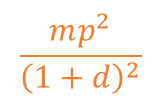 mp²
(1 + d)²